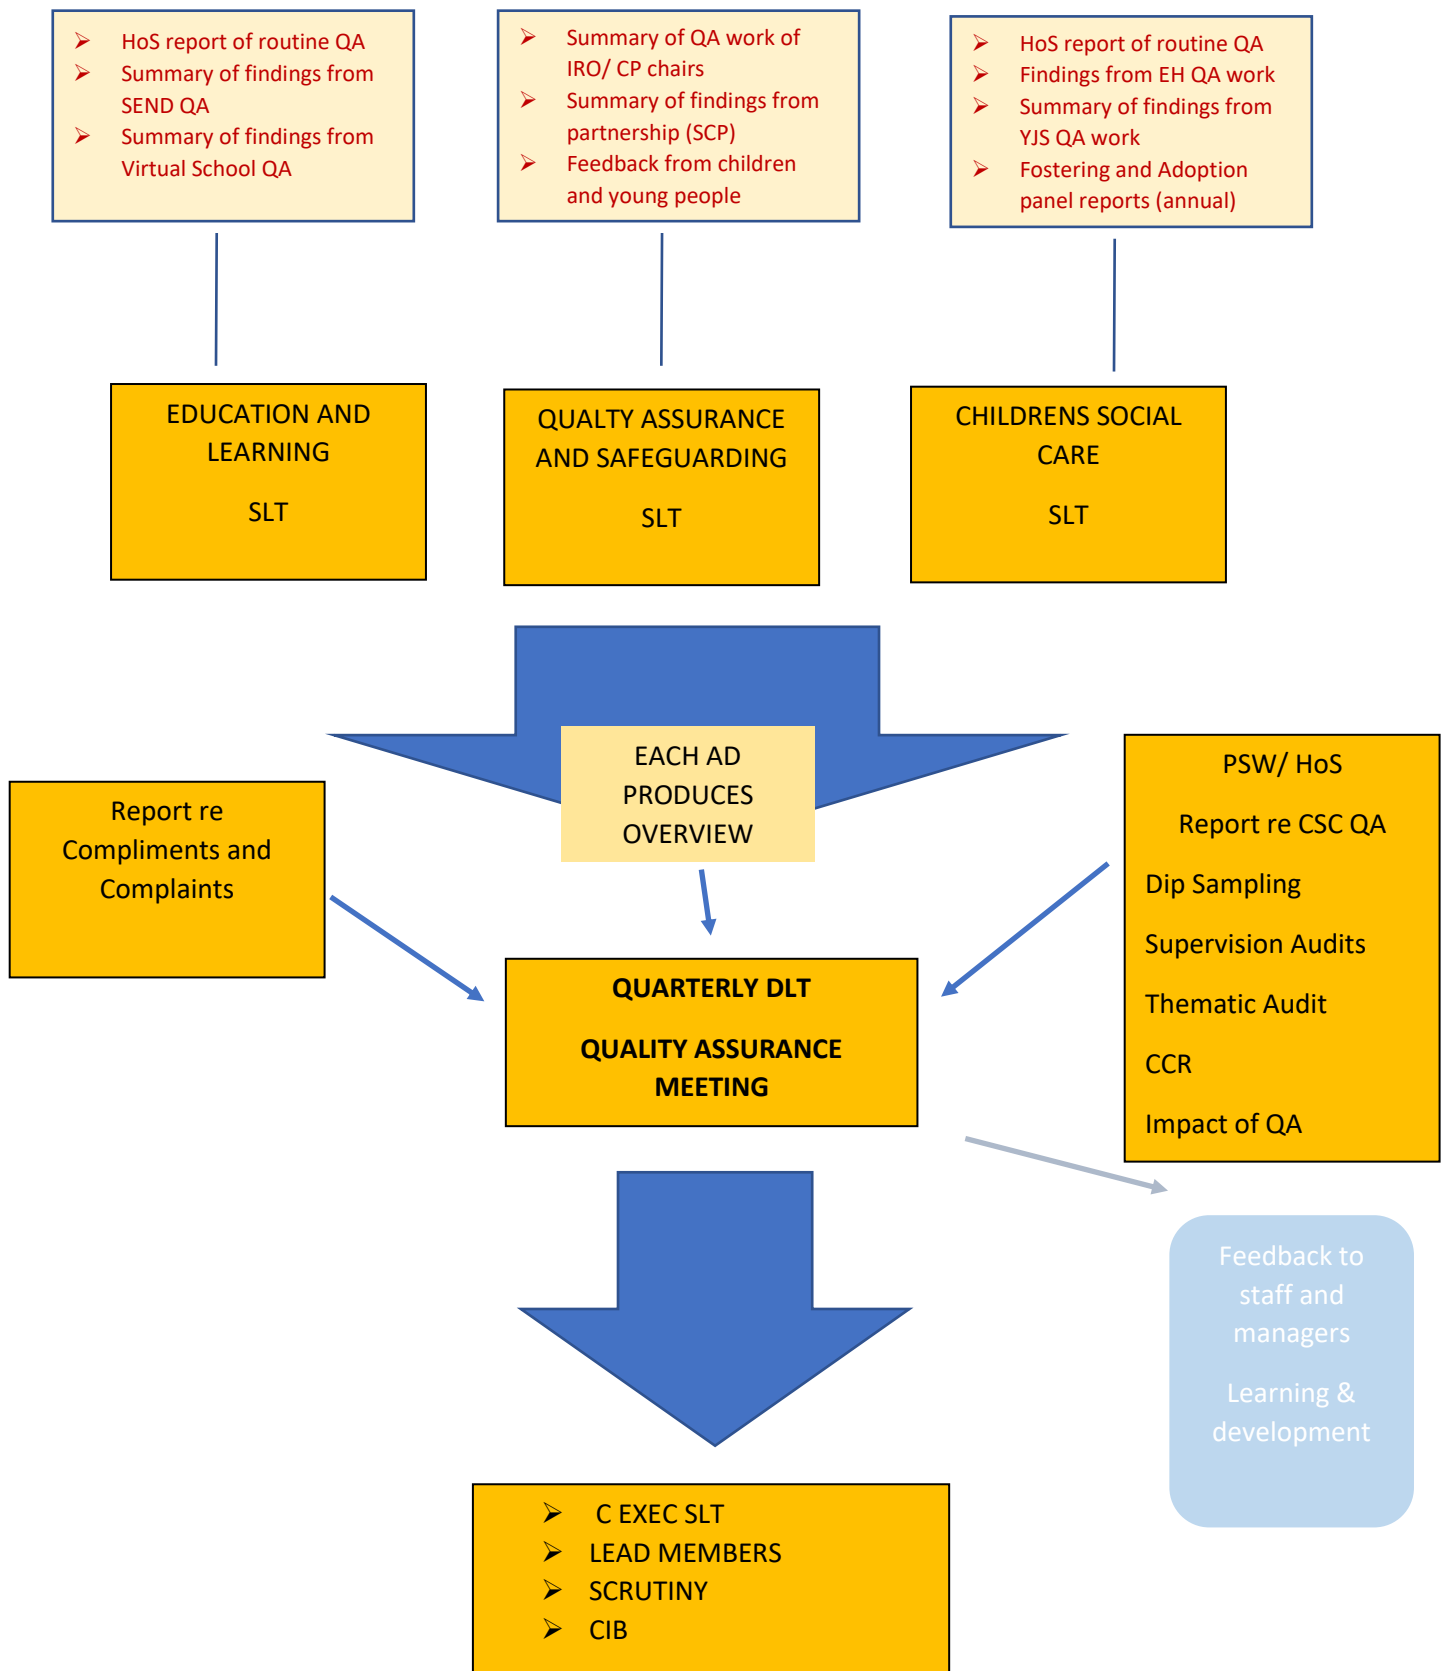 ➢ HoS report of routine QA
➢ Summary of findings from
SEND QA
➢ Summary of findings from
Virtual School QA
➢ Summary of QA work of
IRO/ CP chairs
➢ Summary of findings from
partnership (SCP)
➢ Feedback from children
and young people
➢ HoS report of routine QA
➢ Findings from EH QA work
➢ Summary of findings from
YJS QA work
➢ Fostering and Adoption
panel reports (annual)
EDUCATION AND
LEARNING
SLT
QUALTY ASSURANCE
AND SAFEGUARDING
SLT
CHILDRENS SOCIAL
CARE
SLT
EACH AD
PRODUCES
OVERVIEW
Report re
Compliments and
Complaints
PSW/ HoS
Report re CSC QA
Dip Sampling
Supervision Audits
Thematic Audit
CCR
Impact of QA
QUARTERLY DLT
QUALITY ASSURANCE
MEETING
Feedback to
staff and
managers
Learning &
development
➢ C EXEC SLT
➢ LEAD MEMBERS
➢ SCRUTINY
➢ CIB